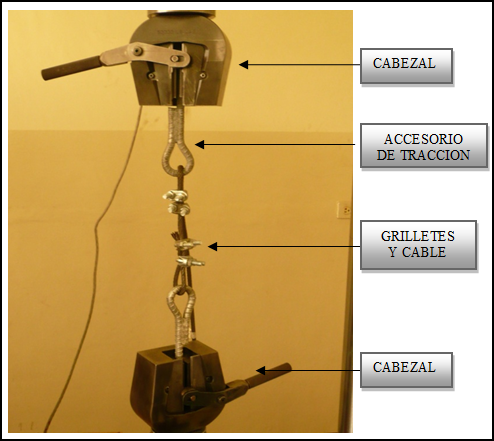 CABEZAL
ACCESORIO
DE TRACCION
GRILLETES
Y CABLE
CABEZAL